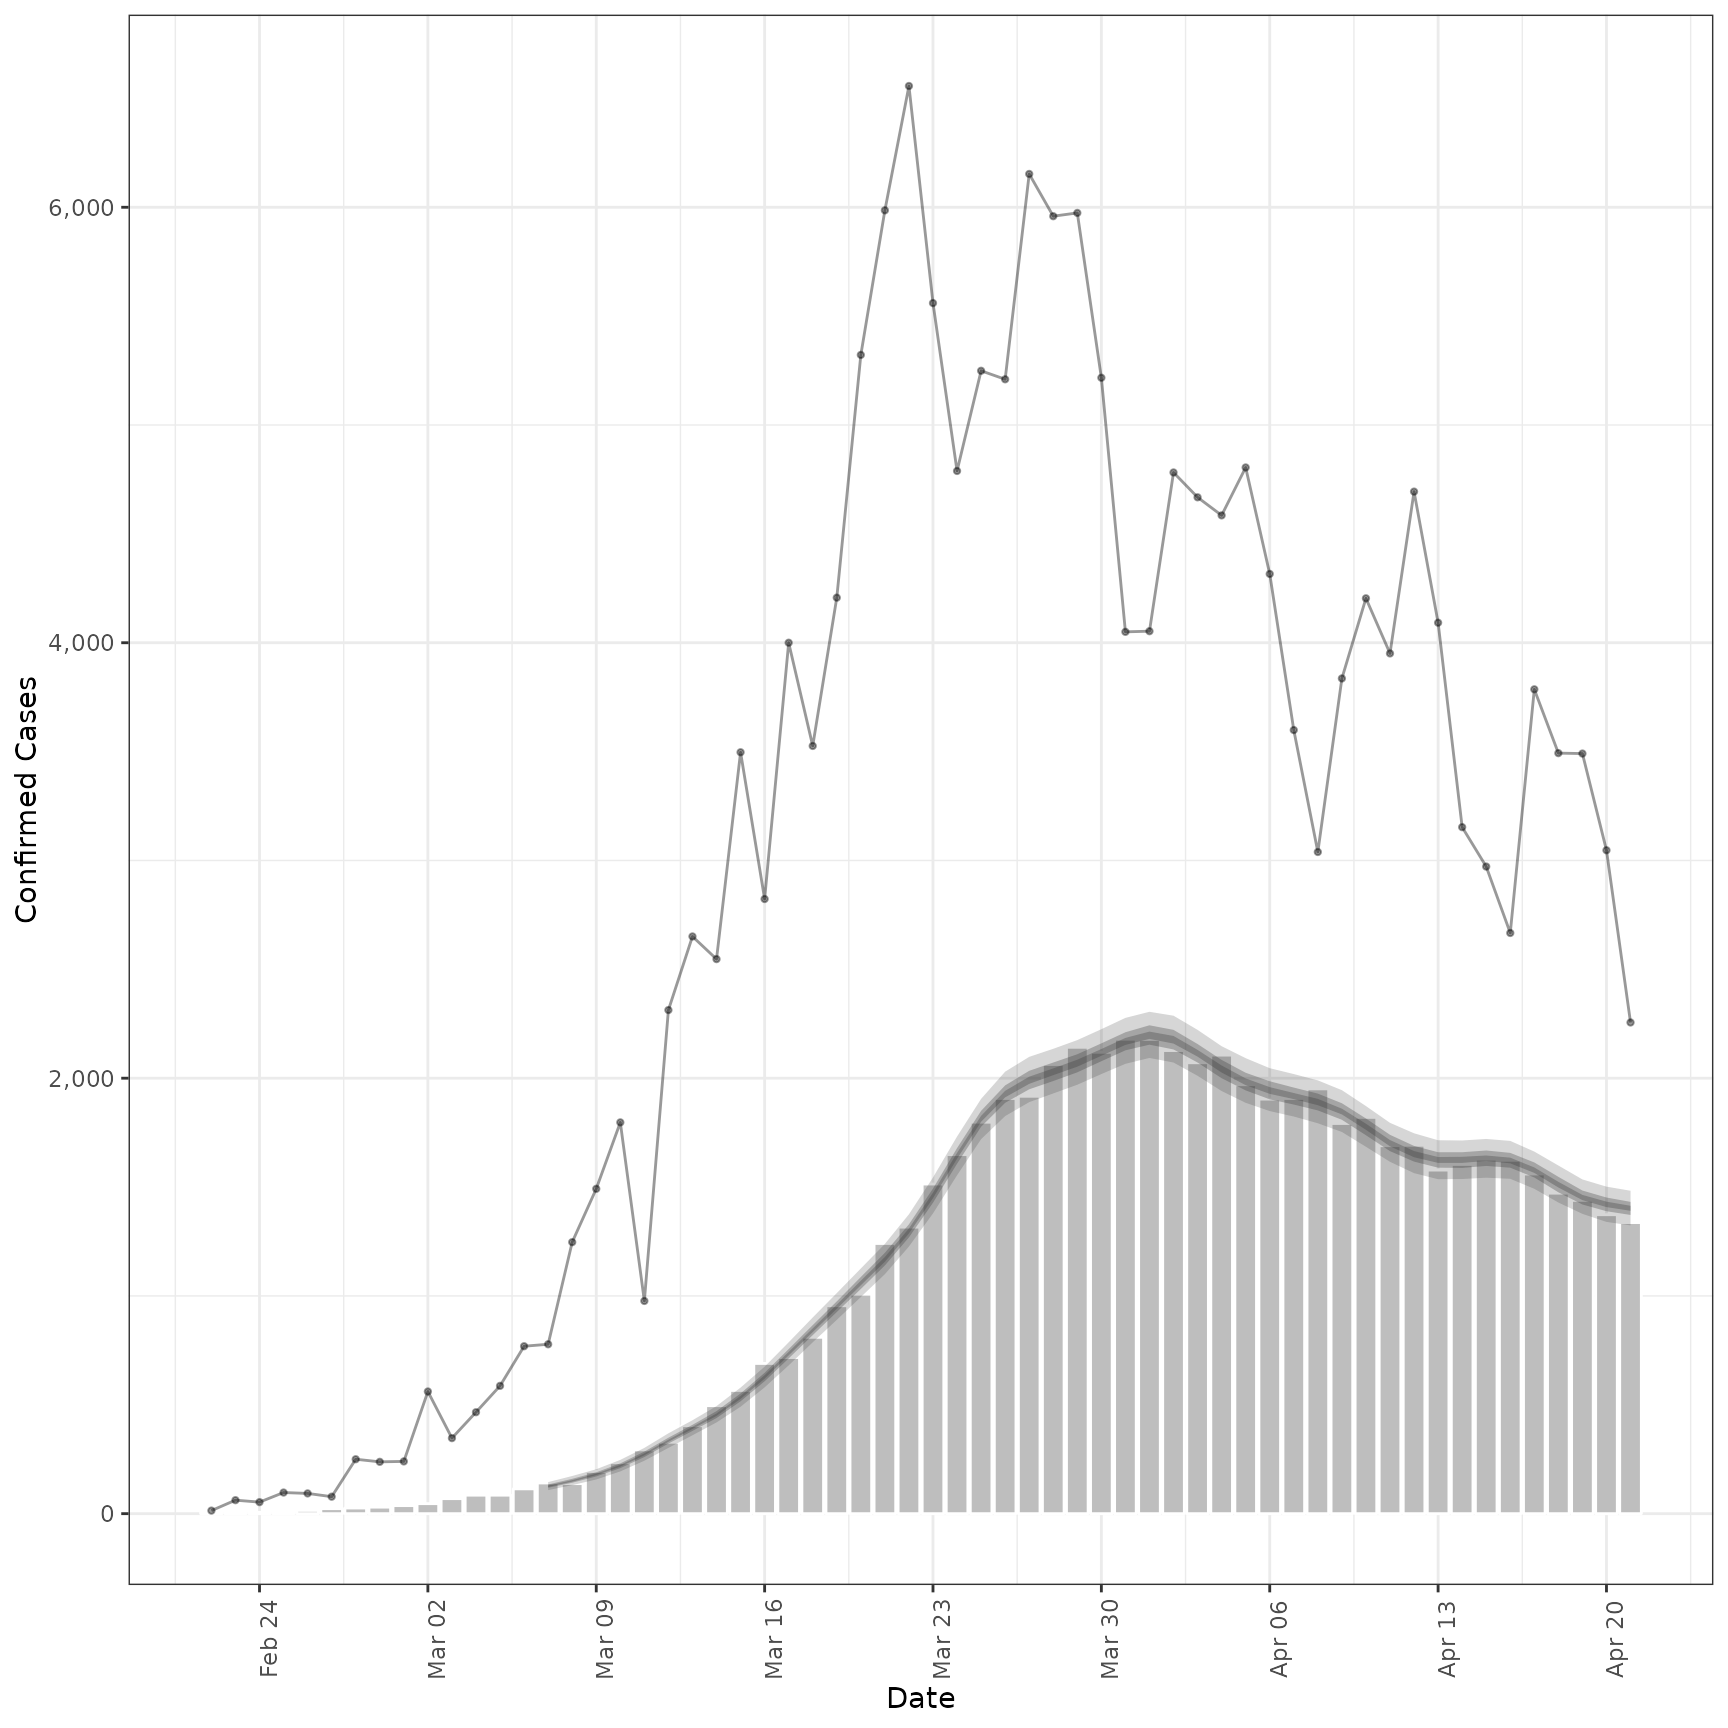 Confirmed Cases
6,000
4,000
2,000
0
Feb 24
Mar 02
Mar 09
Mar 16
Mar 23
Mar 30
Apr 06
Apr 13
Apr 20
Date